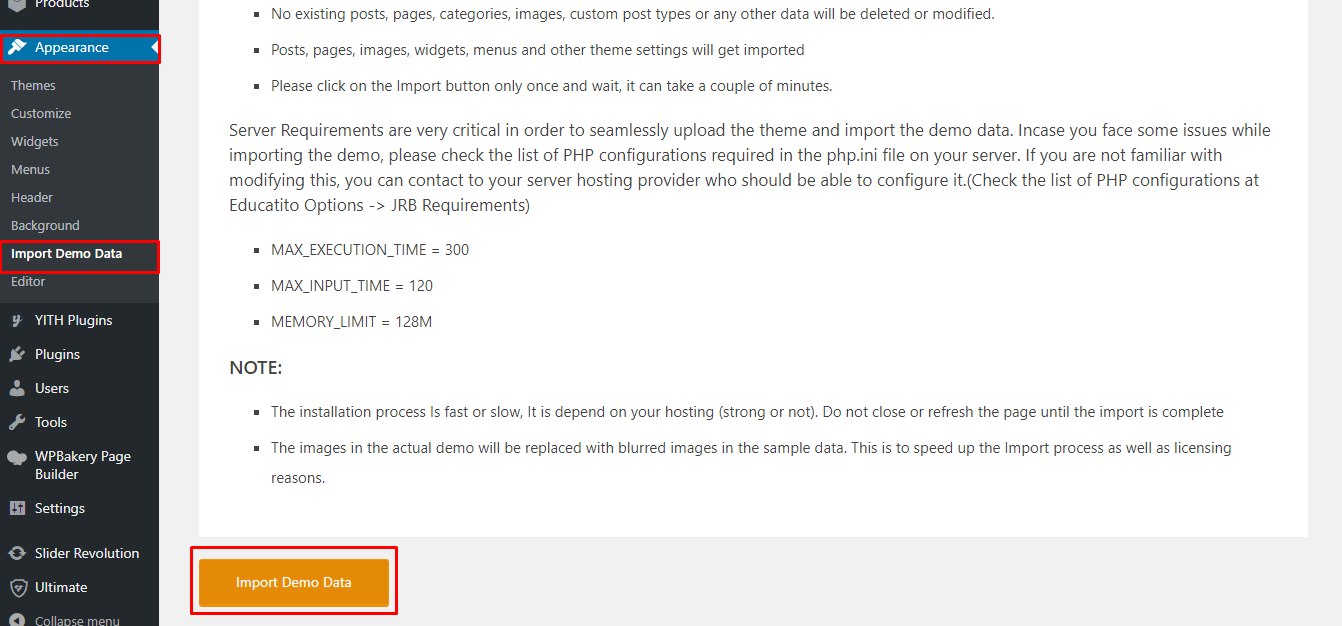 Products
Appearance
Themes
Customize
Widgets
Menus
Header
Background
Import Demo Data
Editor
YITH Plugins
Plugins
Users
Tools
WPBakery Page
Builder
Settings
Slider Revolution
Ultimate
Collapse menu
No existing posts, pages, categories, images, custom post types or any other data will be deleted or modified.
Posts, pages, images, widgets, menus and other theme settings will get imported
Please click on the Import button only once and wait, it can take a couple of minutes.
Server Requirements are very critical in order to seamlessly upload the theme and import the demo data. Incase you face some issues while
importing the demo, please check the list of PHP configurations required in the php.ini file on your server. If you are not familiar with
modifying this, you can contact to your server hosting provider who should be able to configure it.(Check the list of PHP configurations at
Educatito Options -> JRB Requirements)
MAX_EXECUTION_TIME = 300
MAX_INPUT_TIME = 120
MEMORY_LIMIT = 128M
NOTE:
The installation process Is fast or slow, It is depend on your hosting (strong or not). Do not close or refresh the page until the import is complete
The images in the actual demo will be replaced with blurred images in the sample data. This is to speed up the Import process as well as licensing
reasons.
Import Demo Data